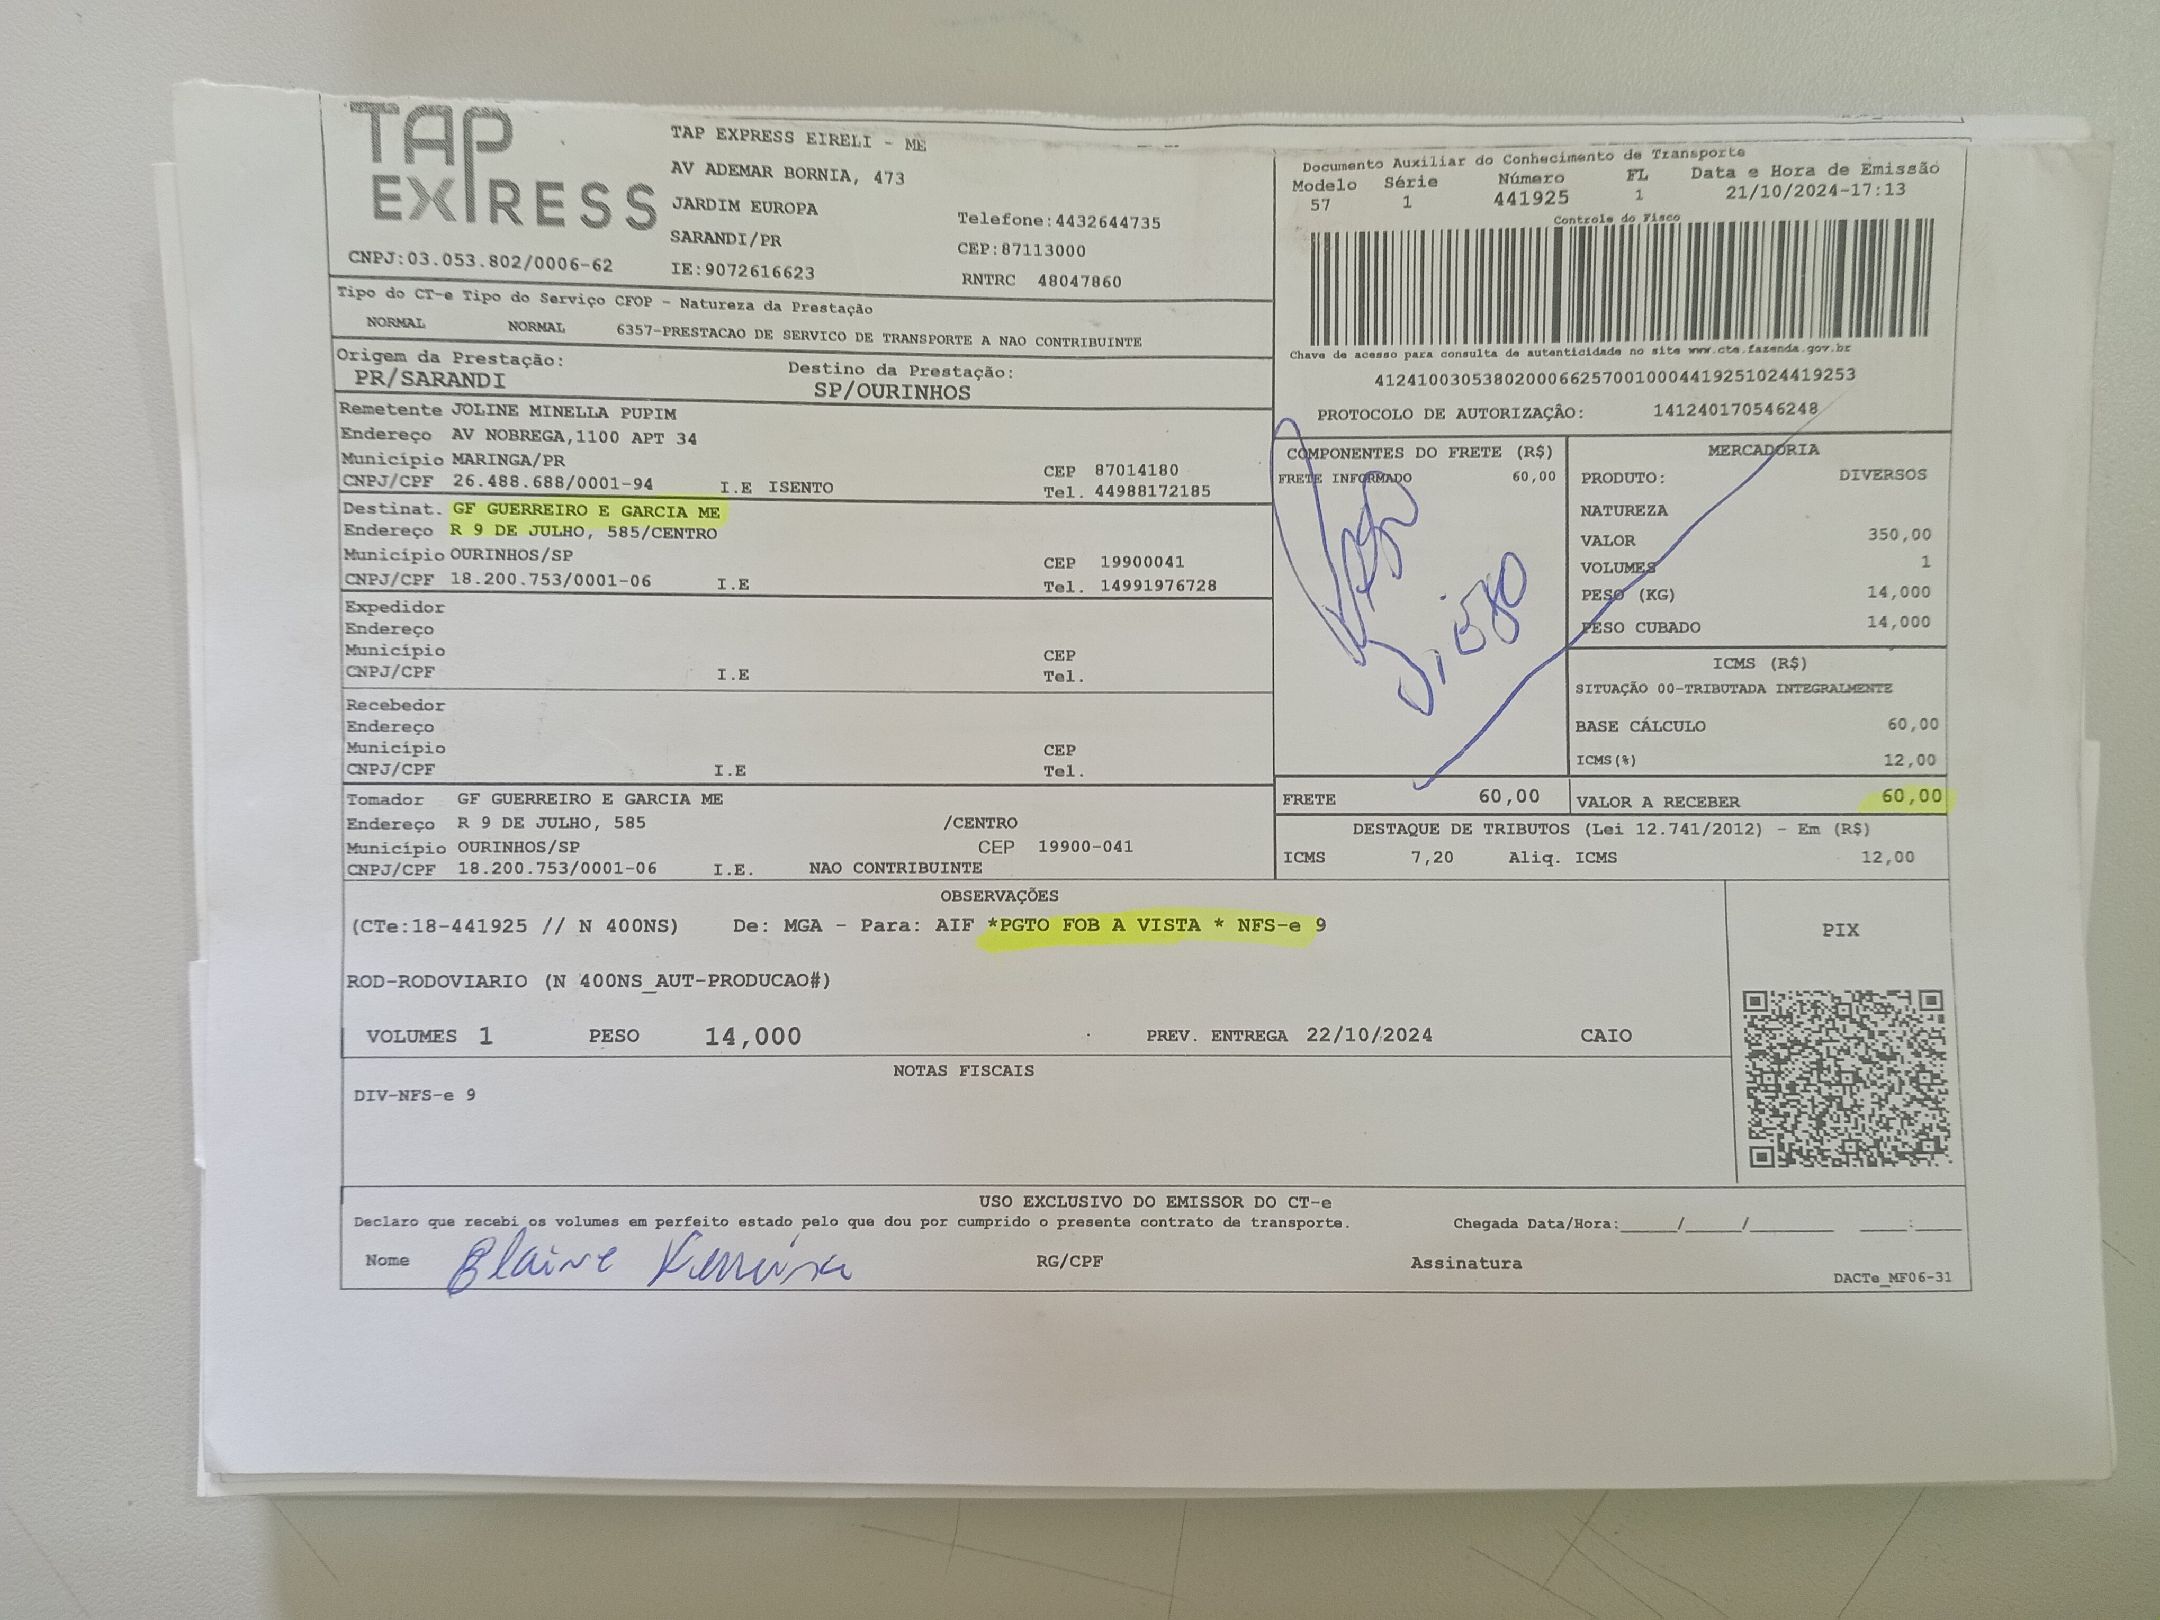 TAP
EXPRESS
TAP EXPRESS EIRELI - ME
AV ADEMAR BORNIA, 473
JARDIM EUROPA
SARANDI/PR
IE:9072616623
Telefone:4432644735
CEP:87113000
RNTRC 48047860
CNPJ:03.053.802/0006-62
Documento Auxiliar do Conhecimento de Transporte
Modelo Série Número FL Data e Hora de Emissão
57 1 441925 1 21/10/2024-17:13
Controle do Fisco
Chave de acesso para consulta de autenticidade no site www.cte.fazenda.gov.br
41241003053802000662570010004419251024419253
PROTOCOLO DE AUTORIZAÇÃO: 141240170546248
Tipo do CT-e Tipo do Serviço CFOP - Natureza da Prestação
NORMAL NORMAL 6357-PRESTACAO DE SERVICO DE TRANSPORTE A NAO CONTRIBUINTE
Origem da Prestação: Destino da Prestação:
PR/SARANDI SP/OURINHOS
Remetente JOLINE MINELLA PUPIM
Endereço AV NOBREGA,1100 APT 34
Município MARINGA/PR CEP 87014180
CNPJ/CPF 26.488.688/0001-94 I.E ISENTO Tel. 44988172185
Destinat. GF GUERREIRO E GARCIA ME
Endereço R 9 DE JULHO, 585/CENTRO
Município OURINHOS/SP CEP 19900041
CNPJ/CPF 18.200.753/0001-06 I.E Tel. 14991976728
Expedidor
Endereço
Município CEP
CNPJ/CPF I.E Tel.
Recebedor
Endereço
Município CEP
CNPJ/CPF I.E Tel.
Tomador GF GUERREIRO E GARCIA ME
Endereço R 9 DE JULHO, 585 /CENTRO
Município OURINHOS/SP CEP 19900-041
CNPJ/CPF 18.200.753/0001-06 I.E. NAO CONTRIBUINTE
COMPONENTES DO FRETE (R$)
FRETE INFORMADO 60,00
MERCADORIA
PRODUTO: DIVERSOS
NATUREZA
VALOR 350,00
VOLUMES 1
PESO (KG) 14,000
PESO CUBADO 14,000
ICMS (R$)
SITUAÇÃO 00-TRIBUTADA INTEGRALMENTE
BASE CÁLCULO 60,00
ICMS(%) 12,00
FRETE 60,00 VALOR A RECEBER 60,00
DESTAQUE DE TRIBUTOS (Lei 12.741/2012) - Em (R$)
ICMS 7,20 Aliq. ICMS 12,00
OBSERVAÇÕES
(CTe:18-441925 // N 400NS) De: MGA - Para: AIF *PGTO FOB A VISTA * NFS-e 9
ROD-RODOVIARIO (N 400NS_AUT-PRODUCAO#)
PIX
VOLUMES 1 PESO 14,000 PREV. ENTREGA 22/10/2024 CAIO
NOTAS FISCAIS
DIV-NFS-e 9
USO EXCLUSIVO DO EMISSOR DO CT-e
Declaro que recebi os volumes em perfeito estado pelo que dou por cumprido o presente contrato de transporte. Chegada Data/Hora:____/____/______ ____:____
Nome RG/CPF Assinatura
DACTe_MF06-31